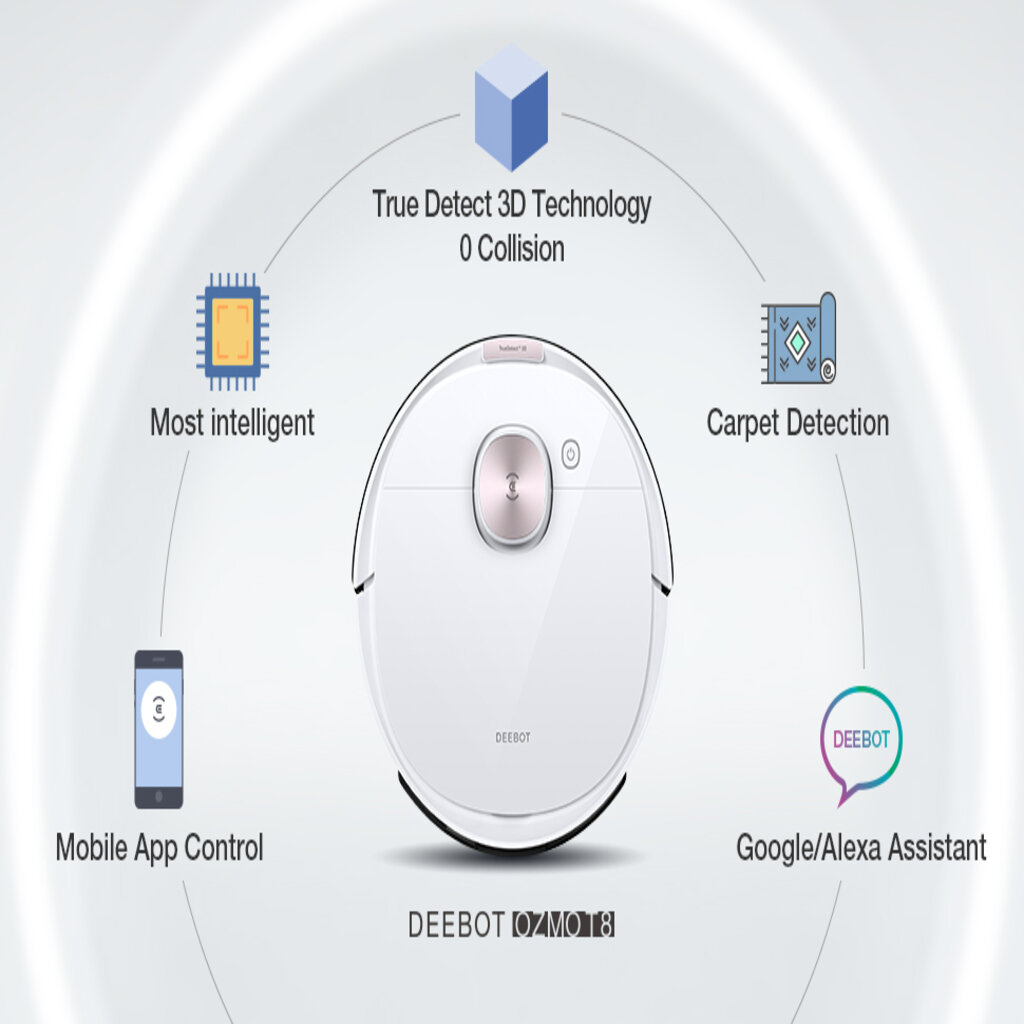 True Detect 3D Technology
0 Collision
Most intelligent
Carpet Detection
TrueDetect 3D
DEEBOT
DEEBOT
Mobile App Control
Google/Alexa Assistant
DEEBOT OZMO T8